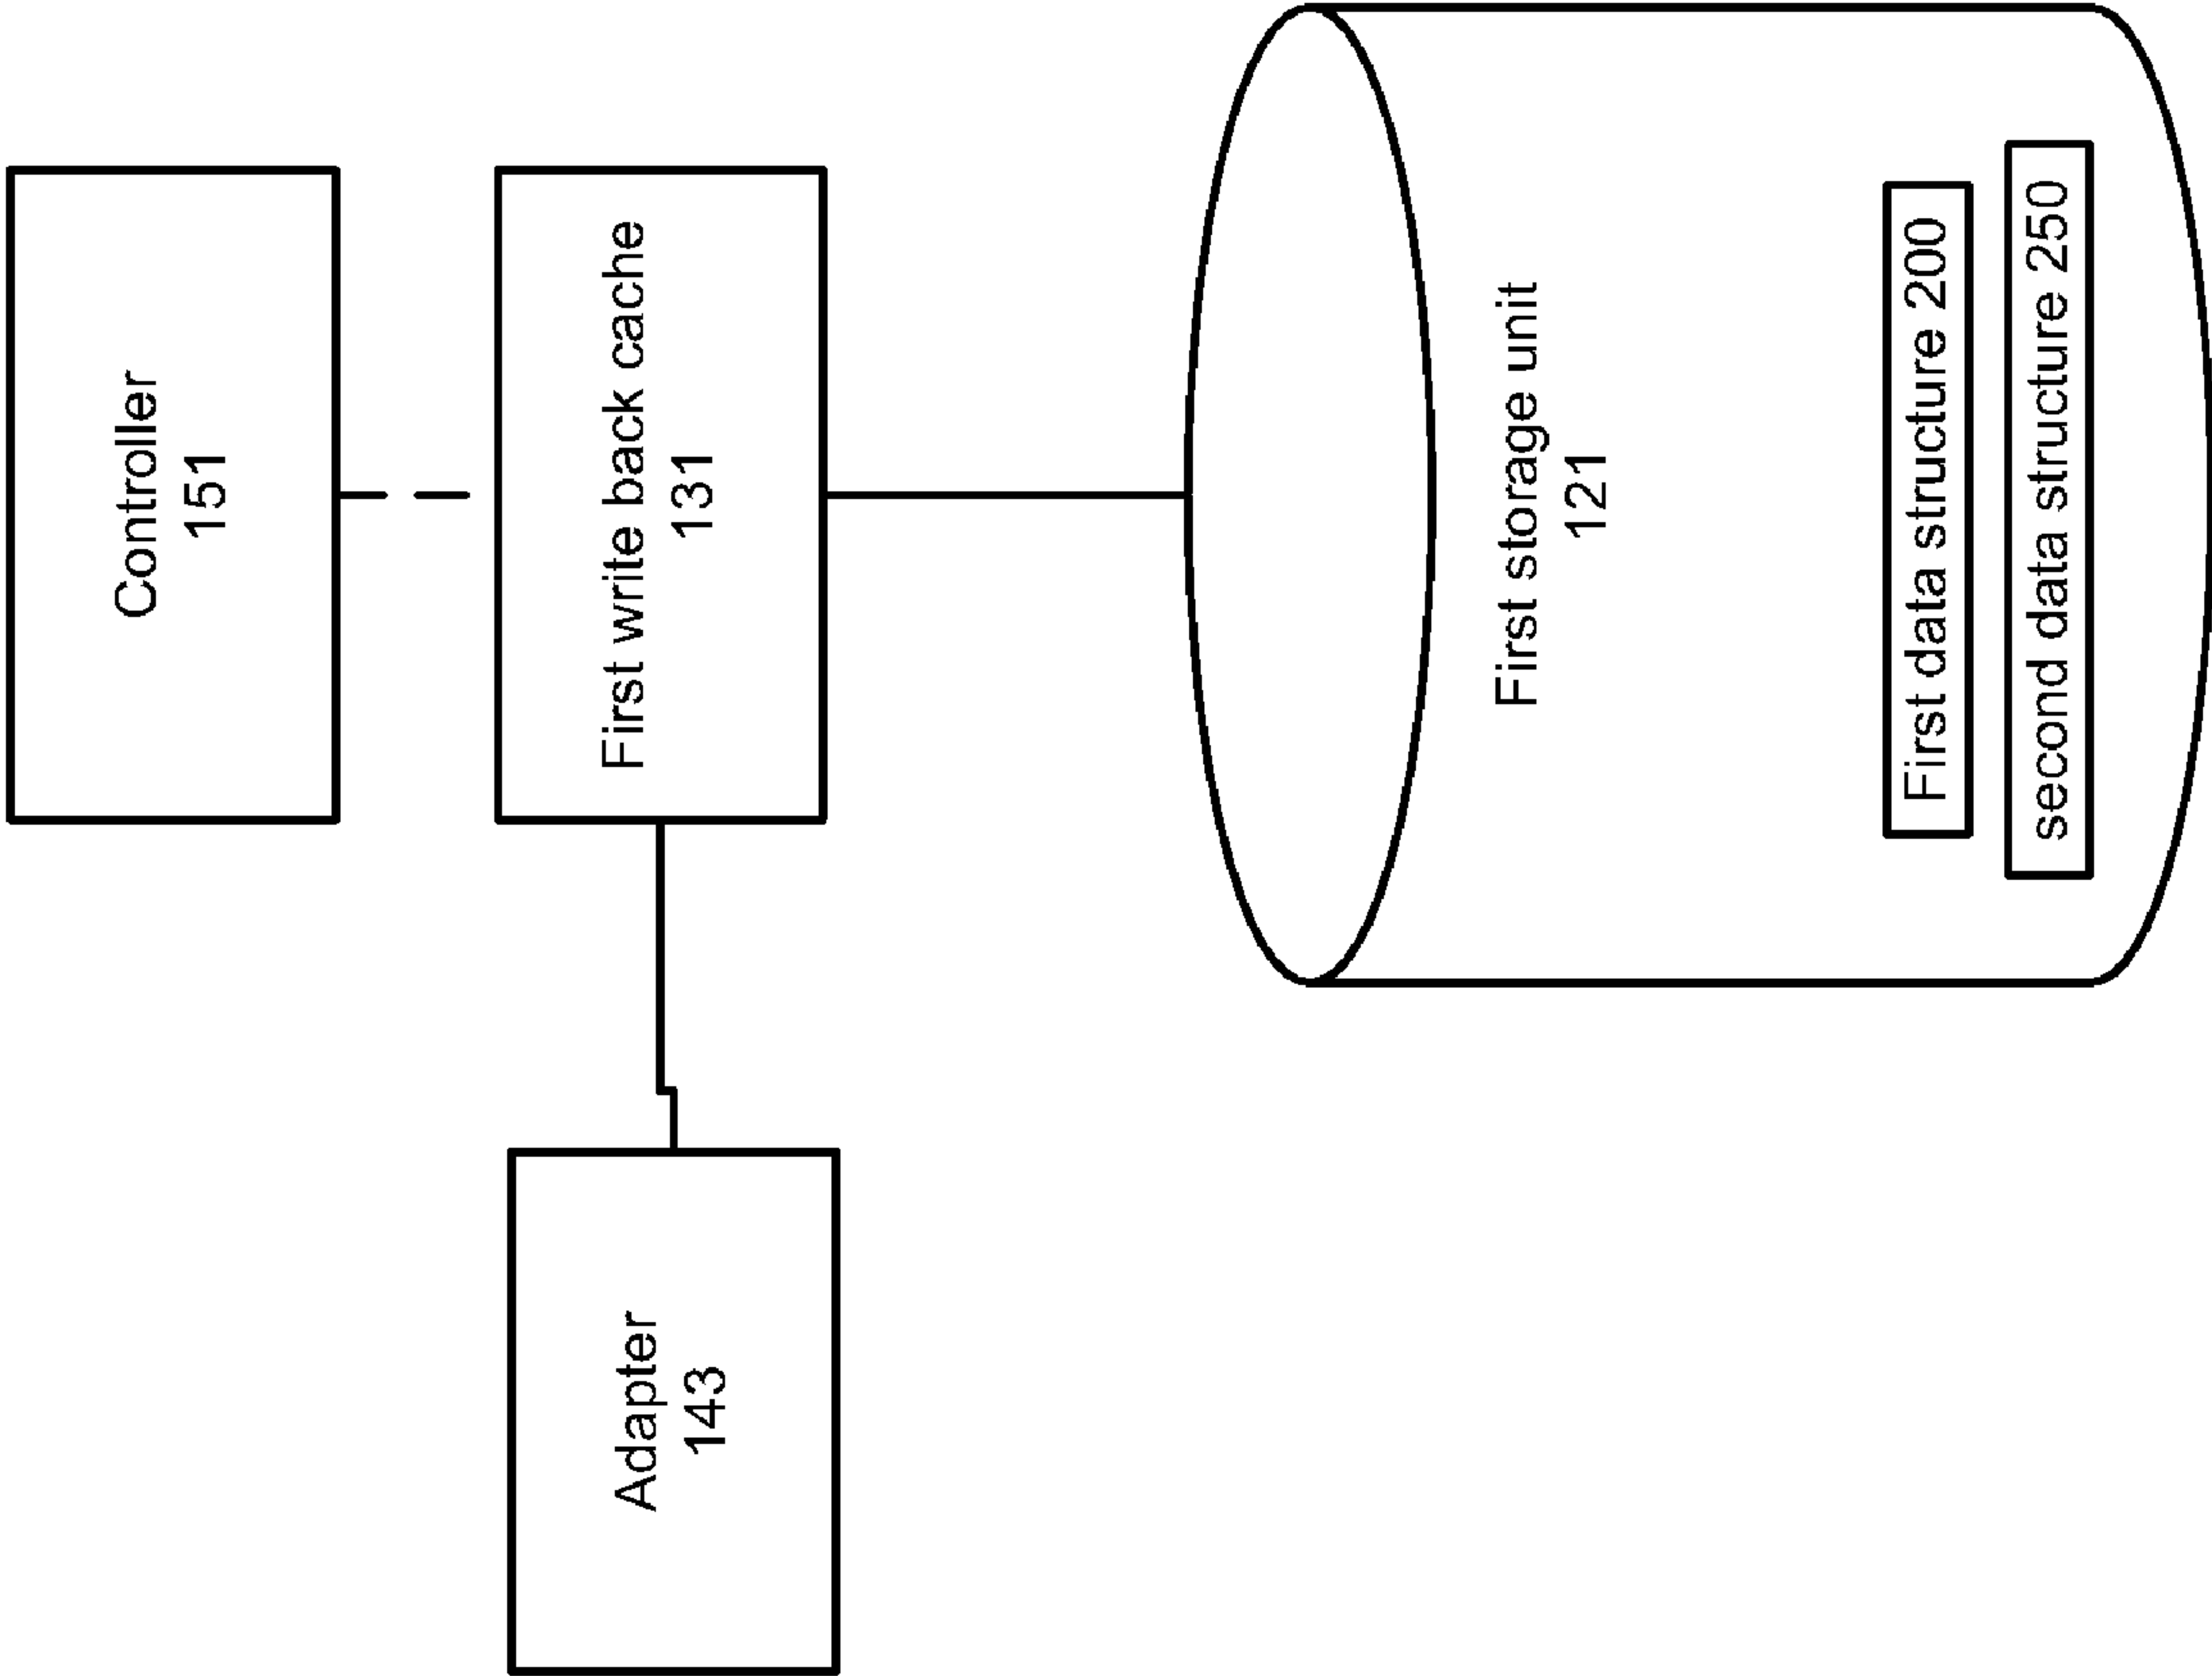 Controller
151
First write back cache
131
Adapter
143
First storage unit
121
First data structure 200
second data structure 250